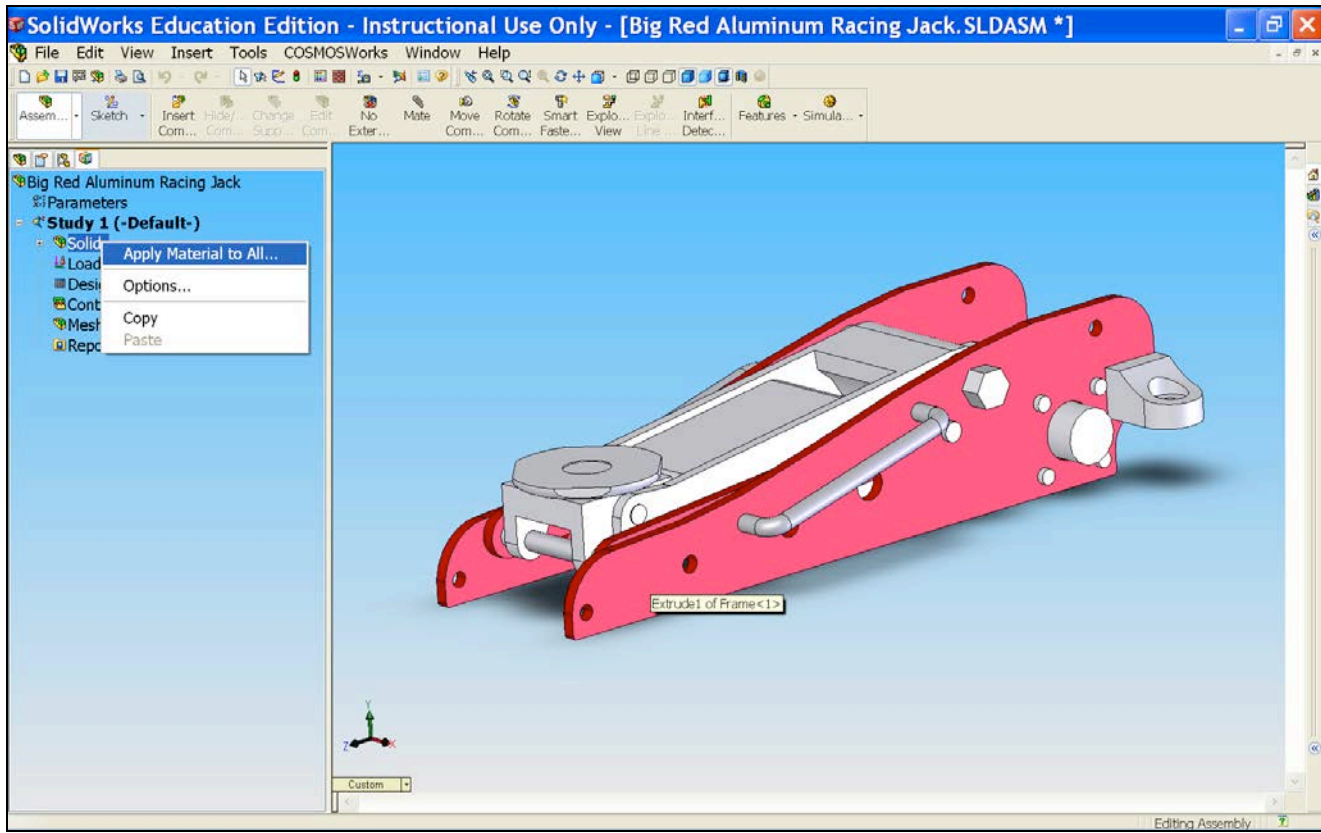 SolidWorks Education Edition - Instructional Use Only - [Big Red Aluminum Racing Jack.SLDASM *]
File Edit View Insert Tools COSMOSWorks Window Help
Assem... Sketch Insert Com... Hide/... Com... Change Supp... Edit Com... No Exter... Mate Move Com... Rotate Com... Smart Faste... Explo... View Explo... Line ... Interf... Detec... Features Simula...
Big Red Aluminum Racing Jack
Parameters
Study 1 (-Default-)
Solid
Apply Material to All...
Load
Desi
Options...
Cont
Copy
Mesh
Paste
Repo
Extrude1 of Frame<1>
Y
Z
X
Custom
Editing Assembly